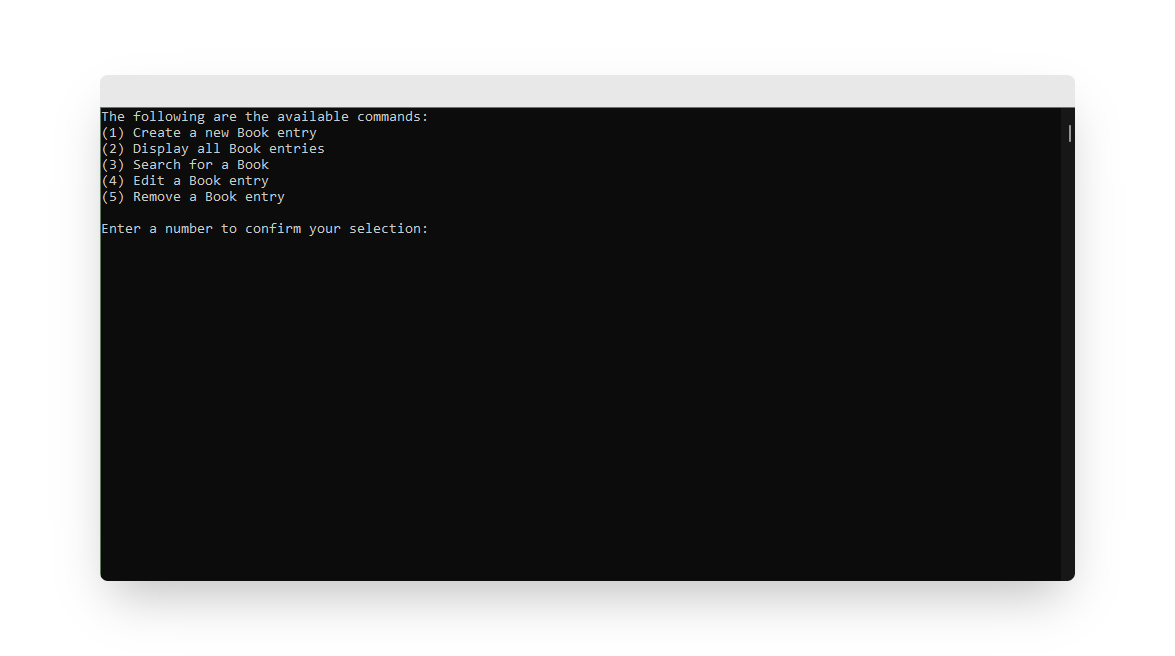 The following are the available commands:
(1) Create a new Book entry
(2) Display all Book entries
(3) Search for a Book
(4) Edit a Book entry
(5) Remove a Book entry
Enter a number to confirm your selection: